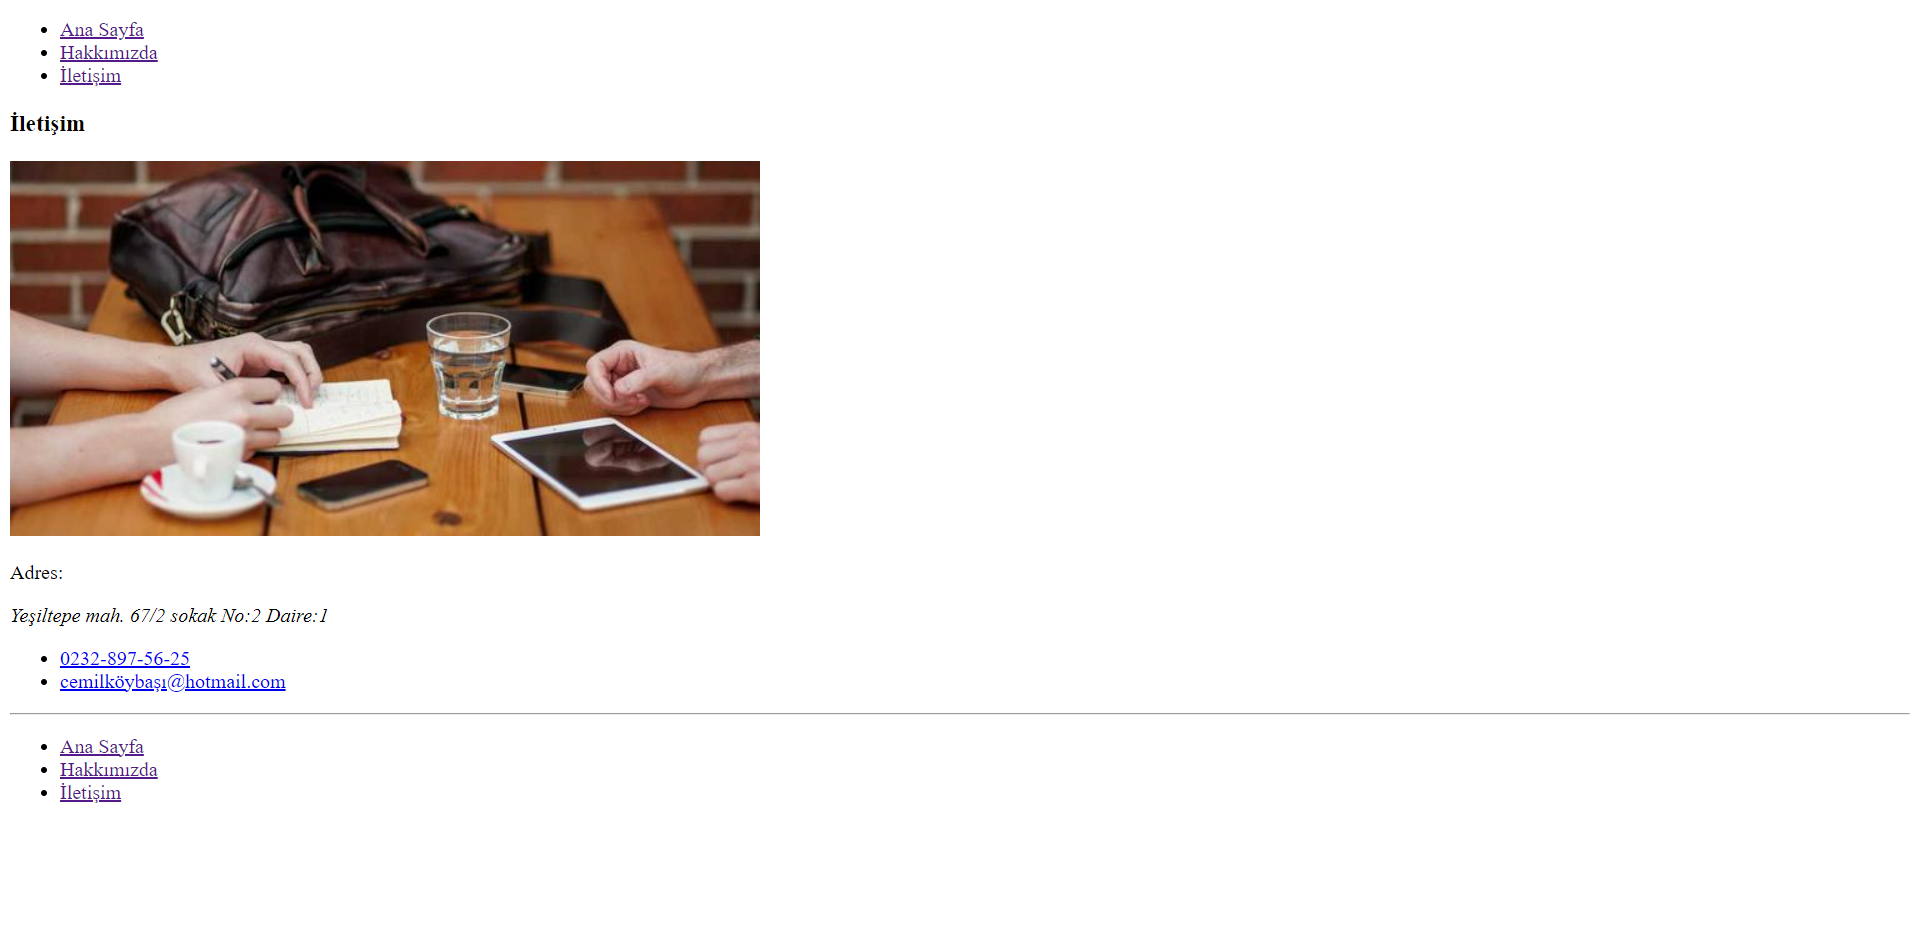 Ana Sayfa
Hakkımızda
İletişim
İletişim
Adres:
Yeşiltepe mah. 67/2 sokak No:2 Daire:1
0232-897-56-25
cemilköybaşı@hotmail.com
Ana Sayfa
Hakkımızda
İletişim